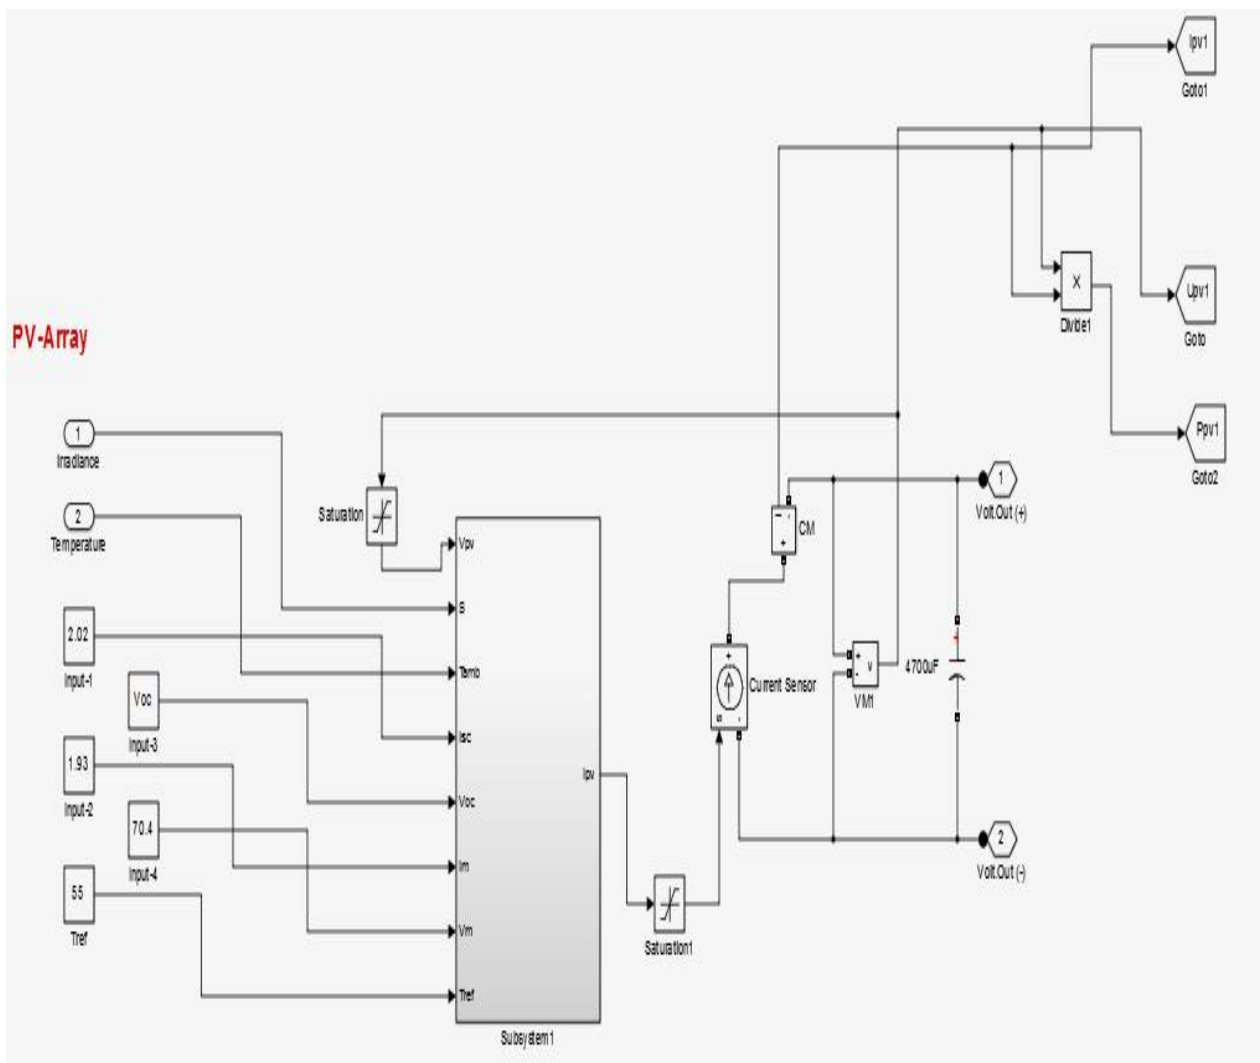 Ipv1
Goto1
X
Divide1
Upv1
Goto
PV-Array
Ppv1
Goto2
1
Irradiance
1
Volt.Out (+)
2
Temperature
Saturation
CM
Vpv
S
2.02
Input-1
Tamb
Current Sensor
v
VM1
4700uF
Voc
Input-3
Isc
1.93
Input-2
Ipv
Voc
70.4
Input-4
2
Volt.Out (-)
Im
55
Tref
Vm
Saturation1
Tref
Subsystem1